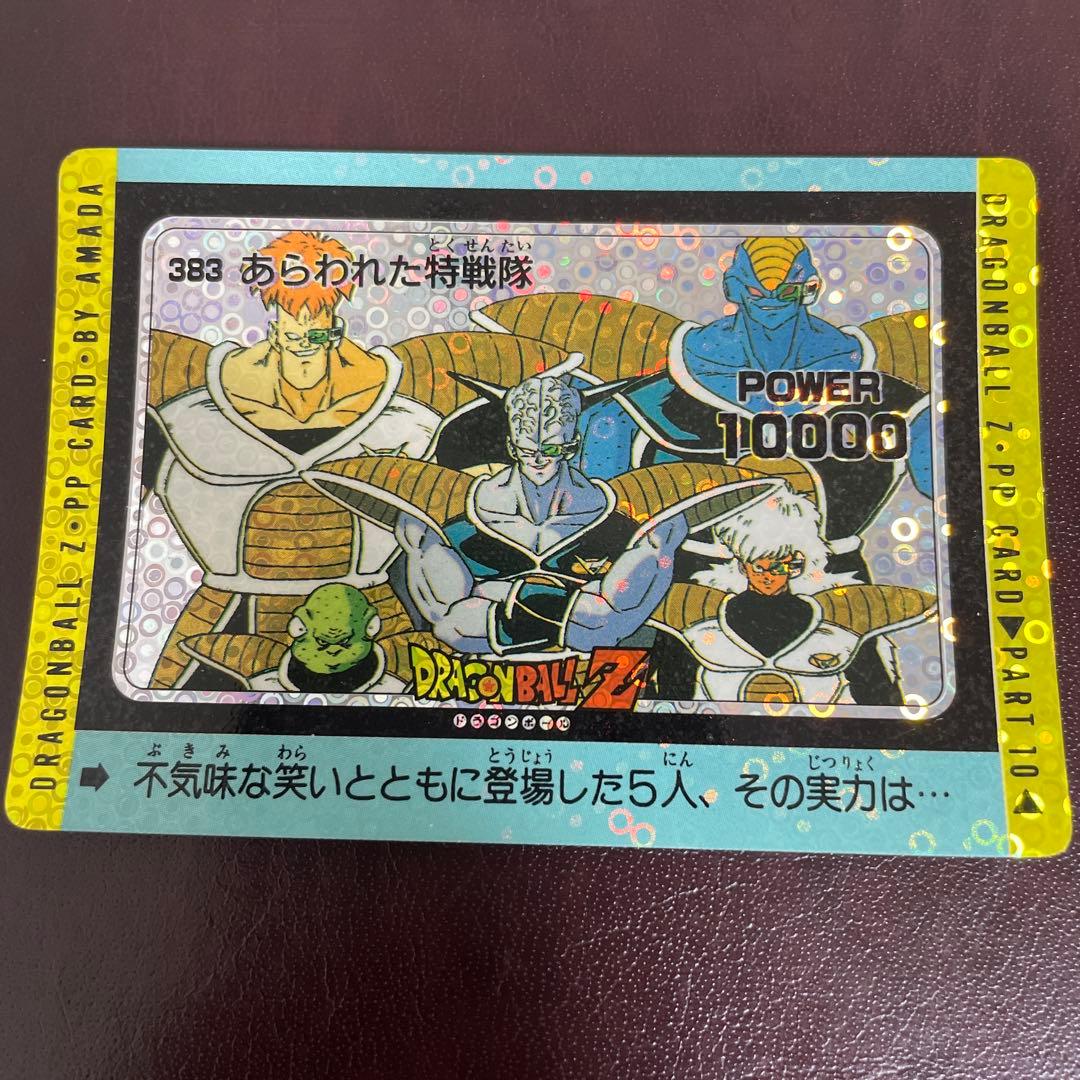 DRAGONBALL Z・PP CARD・BY AMADA
とくせんたい
383 あらわれた特戦隊
POWER
10000
DRAGONBALL Z
ドラゴンボール
ぶきみ わら とうじょう にん じつりょく
➡ 不気味な笑いとともに登場した5人、その実力は…
DRAGONBALL Z・PP CARD▶PART 10▶